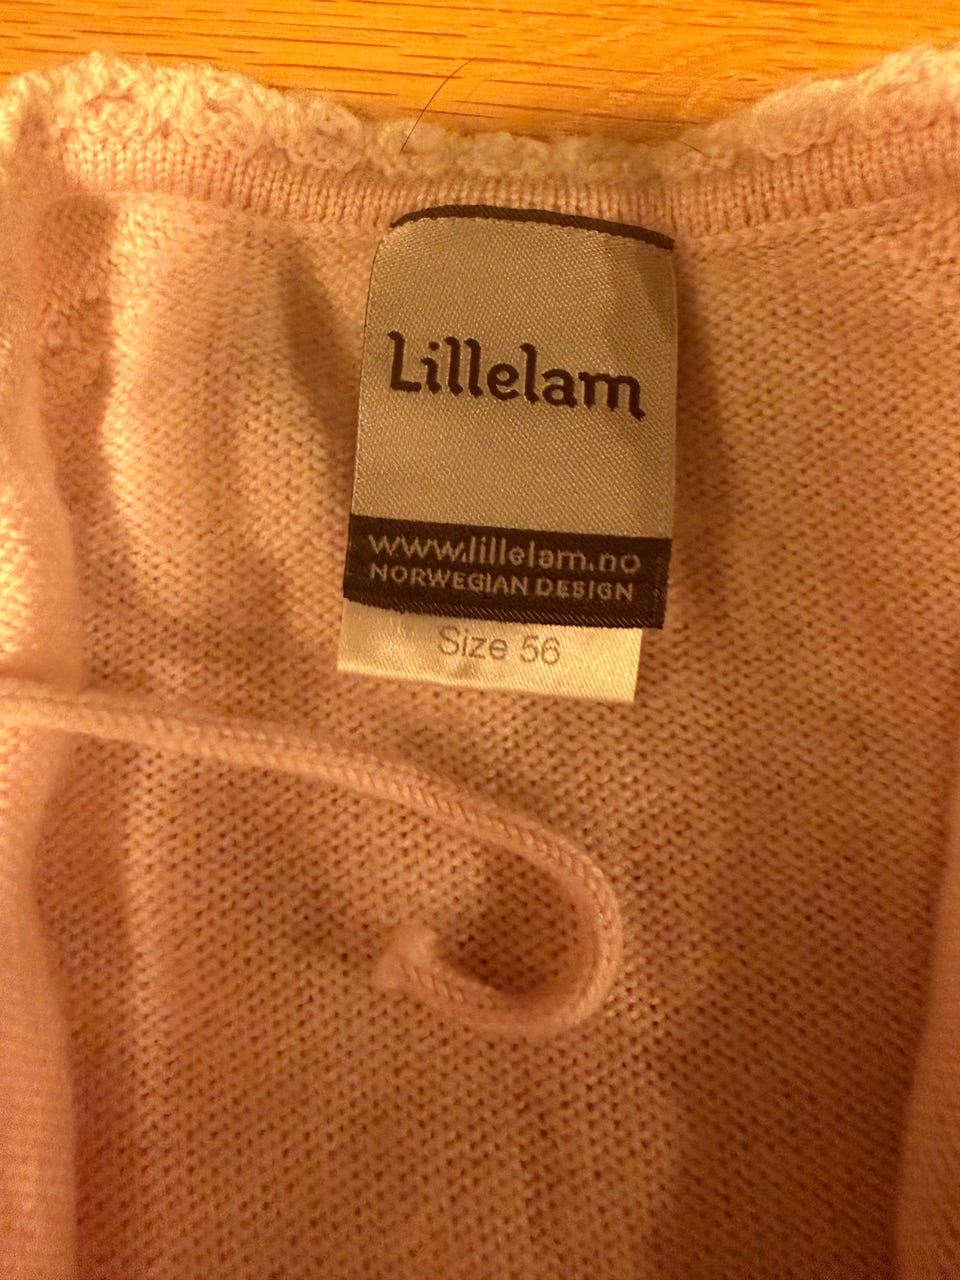 Lillelam
www.lillelam.no
NORWEGIAN DESIGN
Size 56